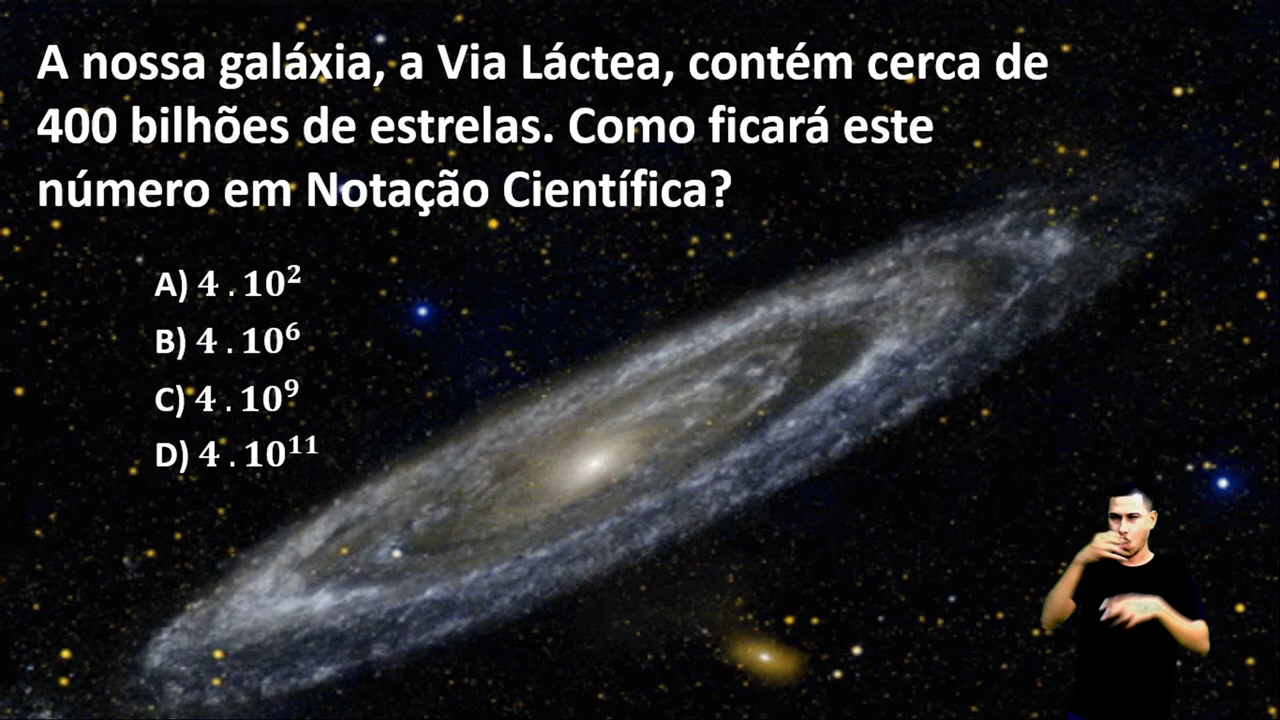 A nossa galáxia, a Via Láctea, contém cerca de
400 bilhões de estrelas. Como ficará este
número em Notação Científica?
A) 4 . 10²
B) 4 . 10⁶
C) 4 . 10⁹
D) 4 . 10¹¹